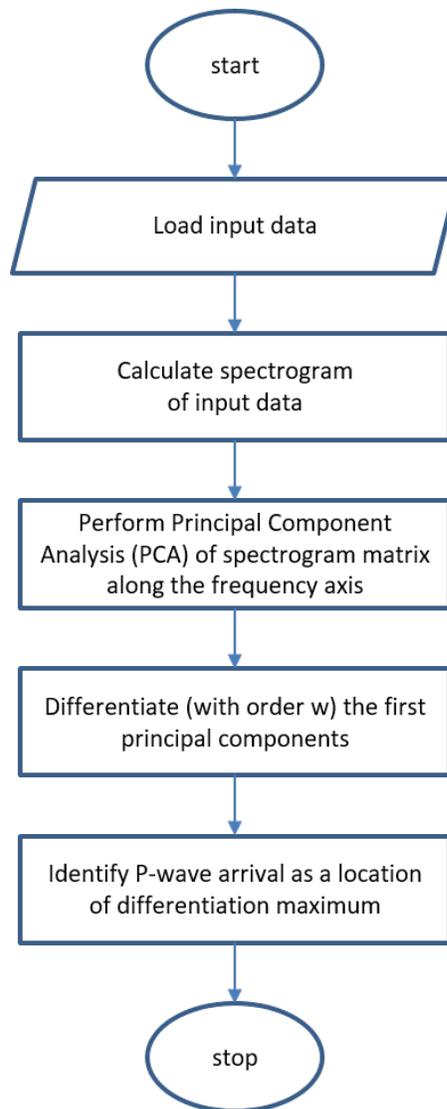 start
Load input data
Calculate spectrogram
of input data
Perform Principal Component
Analysis (PCA) of spectrogram matrix
along the frequency axis
Differentiate (with order w) the first
principal components
Identify P-wave arrival as a location
of differentiation maximum
stop